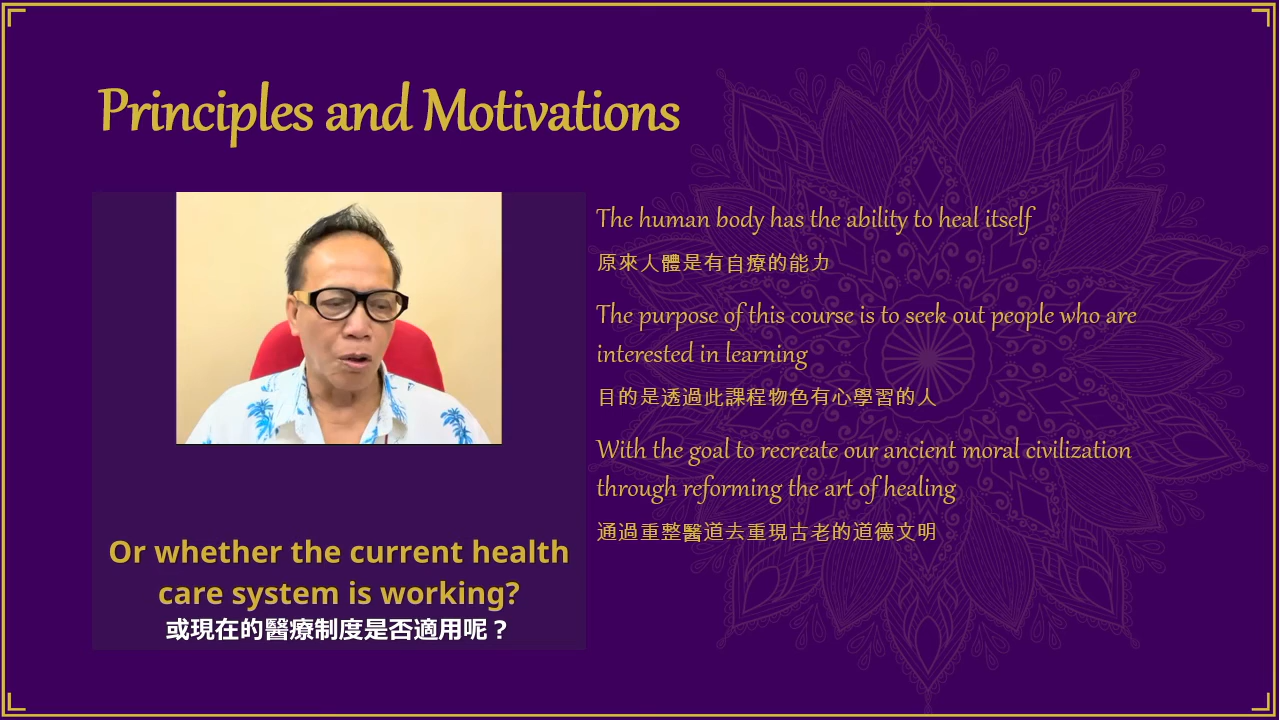 Principles and Motivations
The human body has the ability to heal itself
原來人體是有自療的能力
The purpose of this course is to seek out people who are
interested in learning
目的是透過此課程物色有心學習的人
With the goal to recreate our ancient moral civilization
through reforming the art of healing
通過重整醫道去重現古老的道德文明
Or whether the current health
care system is working?
或現在的醫療制度是否適用呢？